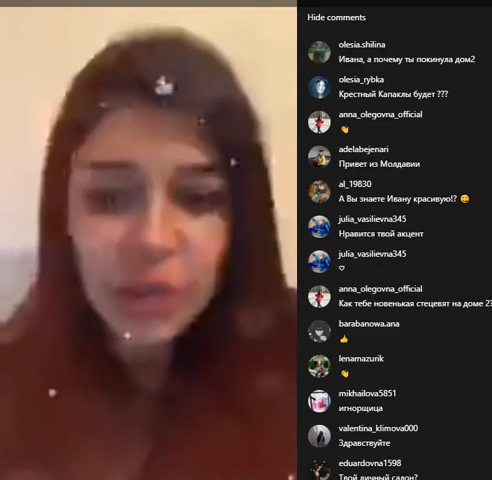 Hide comments
olesia.shilina
Ивана, а почему ты покинула дом2
olesia_rybka
Крестный Капаклы будет ???
anna_olegovna_official
👋
adelabejenari
Привет из Молдавии
al_19830
А Вы знаете Ивану красивую!? 😄
julia_vasilievna345
Нравится твой акцент
julia_vasilievna345
♡
anna_olegovna_official
Как тебе новенькая стецевят на доме 2?
barabanowa.ana
👍
lenamazurik
👋
mikhailova5851
игнорщица
valentina_klimova000
Здравствуйте
eduardovna1598
Твой личный салон?